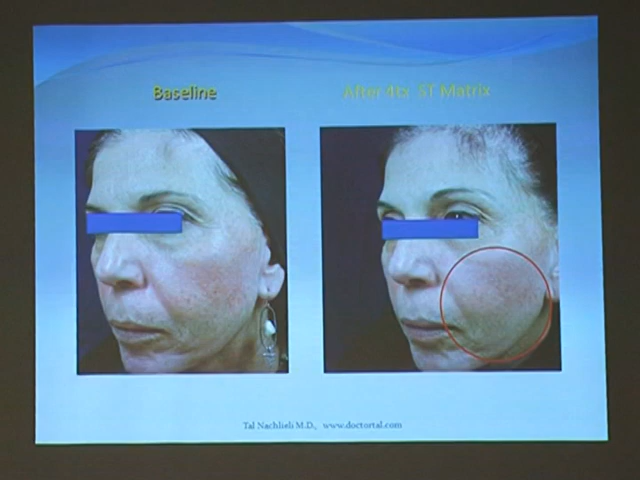 Baseline
After 4tx ST Matrix
Tal Nachlieli M.D., www.doctortal.com